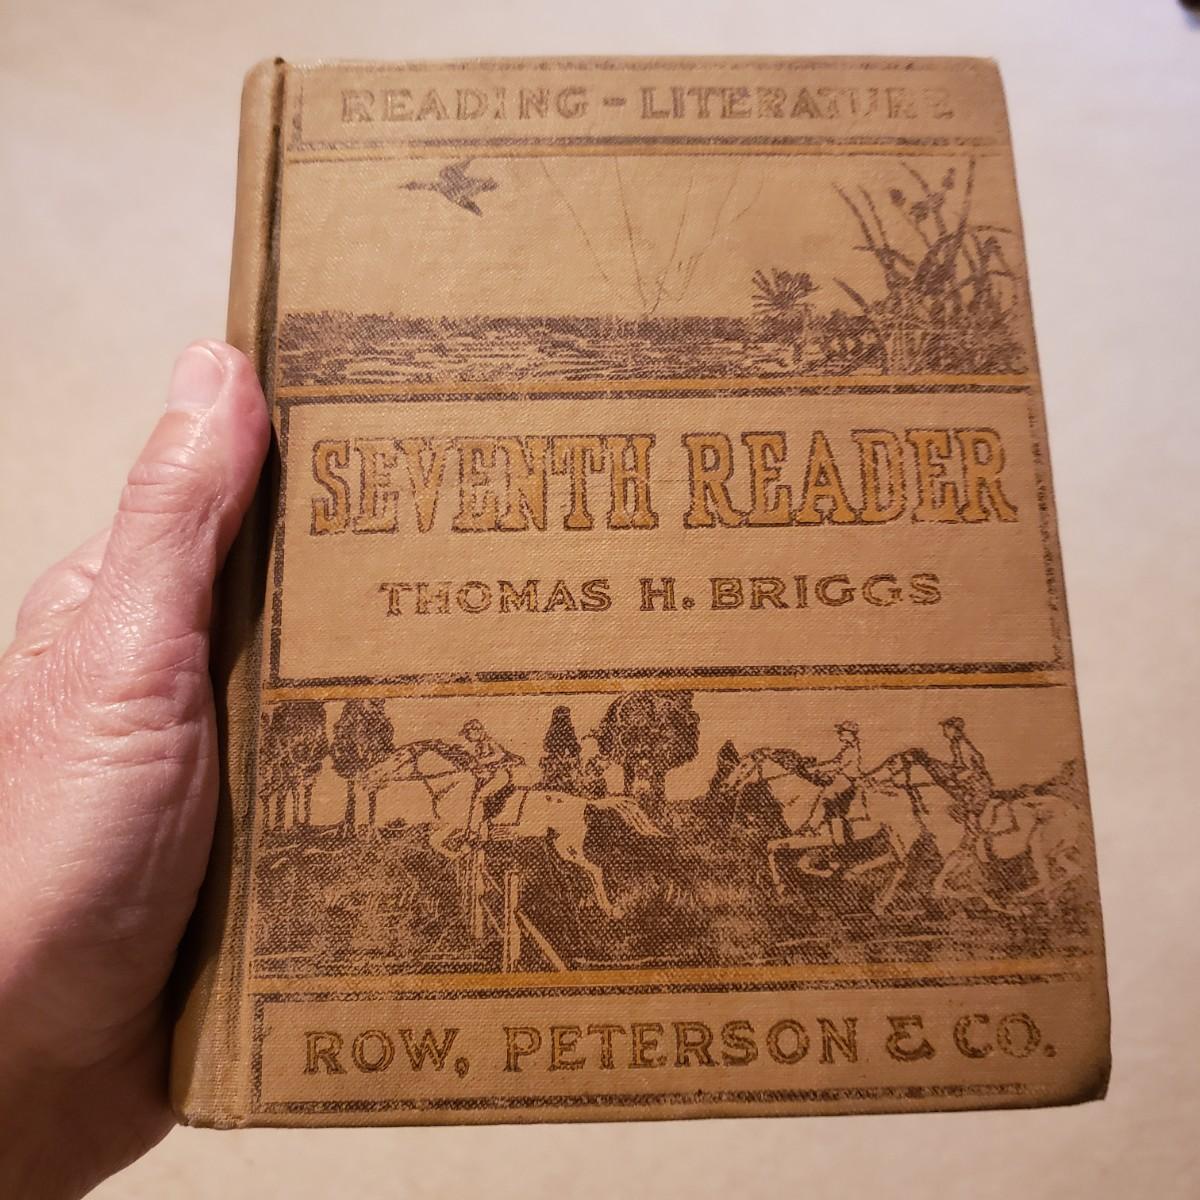 READING - LITERATURE
SEVENTH READER
THOMAS H. BRIGGS
ROW, PETERSON & CO.